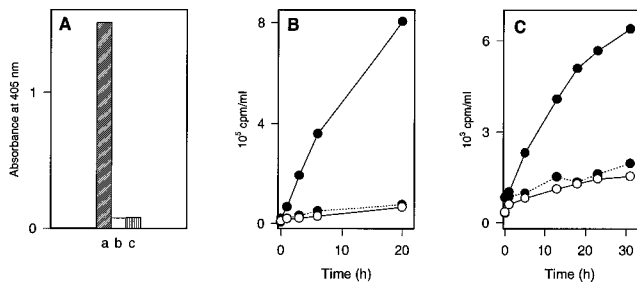 A
Absorbance at 405 nm
1
0
a b c
B
10⁵ cpm/ml
8
4
0
0 10 20
Time (h)
C
10³ cpm/ml
6
3
0
0 10 20 30
Time (h)